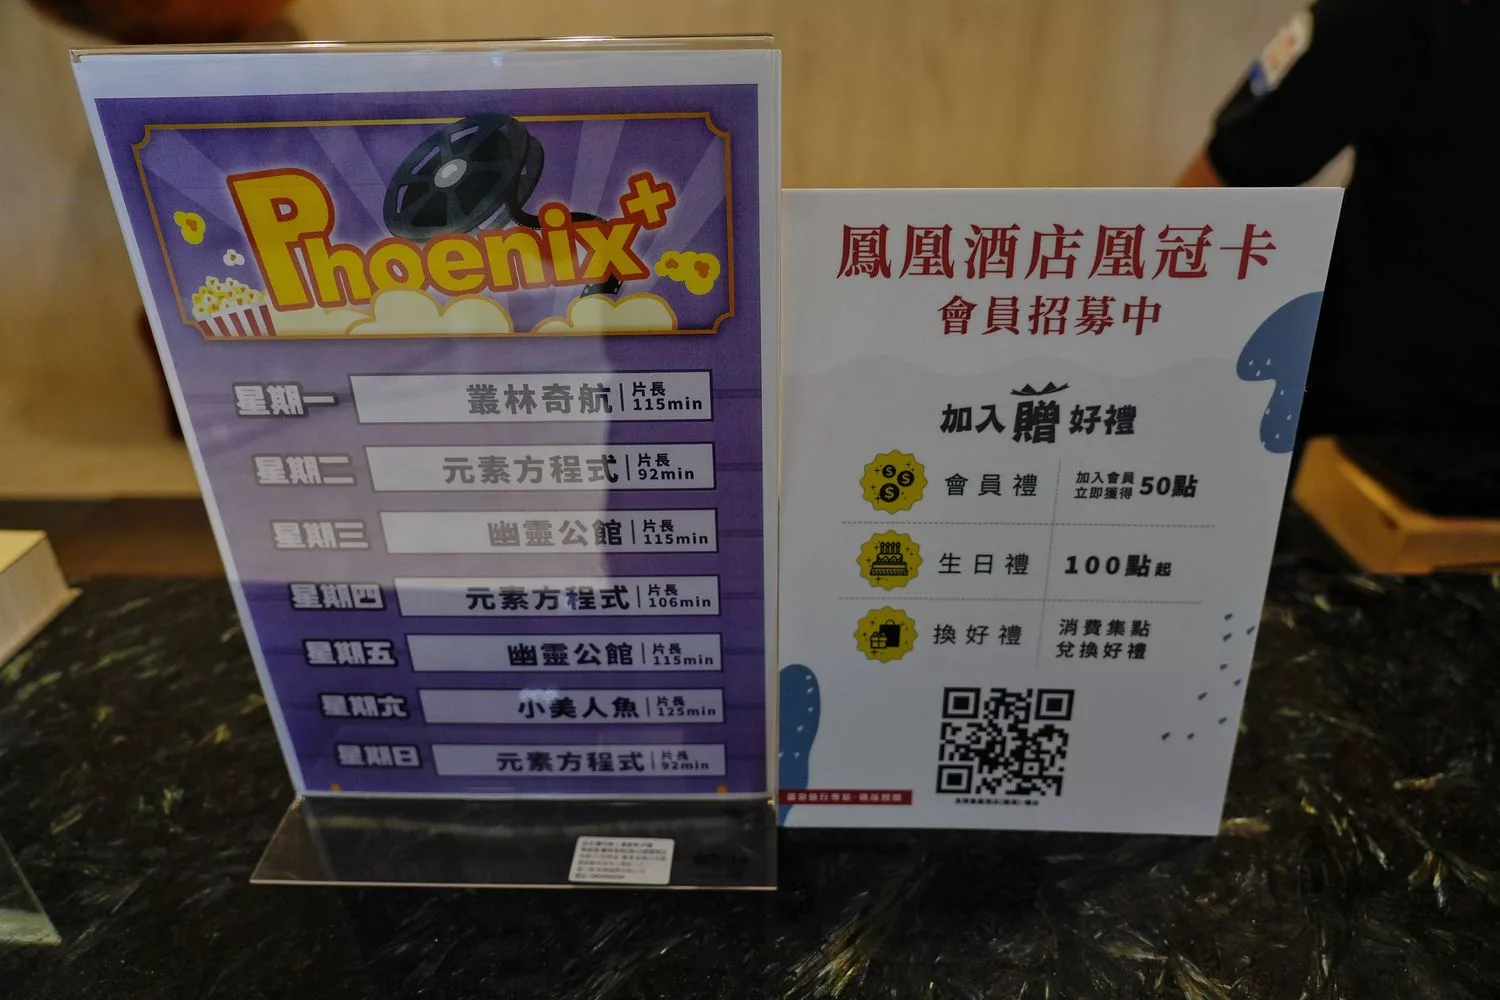 Phoenix+
星期一 叢林奇航 片長 115min
星期二 元素方程式 片長 92min
星期三 幽靈公館 片長 115min
星期四 元素方程式 片長 106min
星期五 幽靈公館 片長 115min
星期六 小美人魚 片長 125min
星期日 元素方程式 片長 92min
鳳凰酒店凰冠卡
會員招募中
加入贈好禮
會員禮 加入會員 立即獲得 50點
生日禮 100點起
換好禮 消費集點
兌換好禮